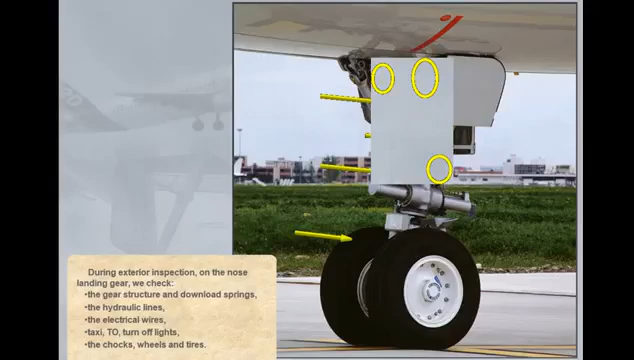 During exterior inspection, on the nose
landing gear, we check:
•the gear structure and download springs,
•the hydraulic lines,
•the electrical wires,
•taxi, TO, turn off lights,
•the chocks, wheels and tires.